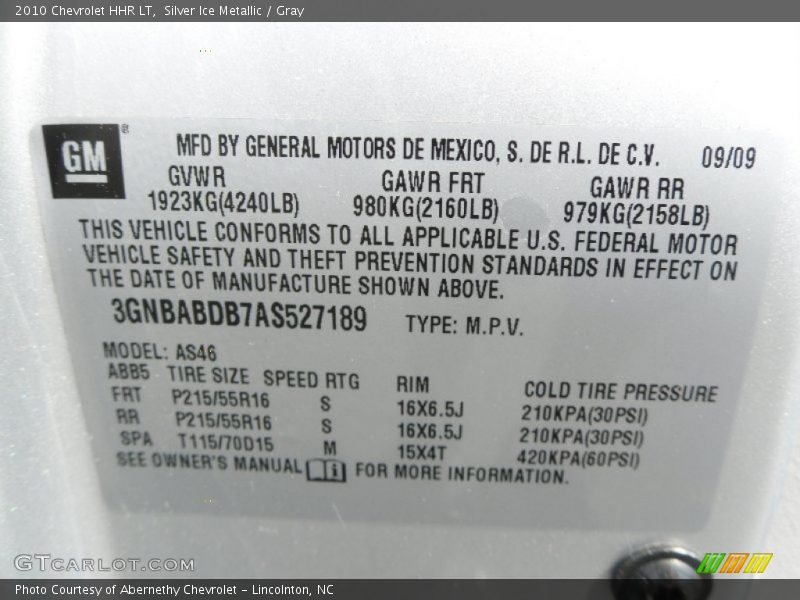 2010 Chevrolet HHR LT,  Silver Ice Metallic / Gray
GM® MFD BY GENERAL MOTORS DE MEXICO, S. DE R.L. DE C.V. 09/09
GVWR GAWR FRT GAWR RR
1923KG(4240LB) 980KG(2160LB) 979KG(2158LB)
THIS VEHICLE CONFORMS TO ALL APPLICABLE U.S. FEDERAL MOTOR
VEHICLE SAFETY AND THEFT PREVENTION STANDARDS IN EFFECT ON
THE DATE OF MANUFACTURE SHOWN ABOVE.
3GNBABDB7AS527189 TYPE: M.P.V.
MODEL: AS46
ABB5 TIRE SIZE SPEED RTG RIM COLD TIRE PRESSURE
FRT P215/55R16 S 16X6.5J 210KPA(30PSI)
RR P215/55R16 S 16X6.5J 210KPA(30PSI)
SPA T115/70D15 M 15X4T 420KPA(60PSI)
SEE OWNER'S MANUAL FOR MORE INFORMATION.
GTCARLOT.COM
Photo Courtesy of Abernethy Chevrolet - Lincolnton, NC